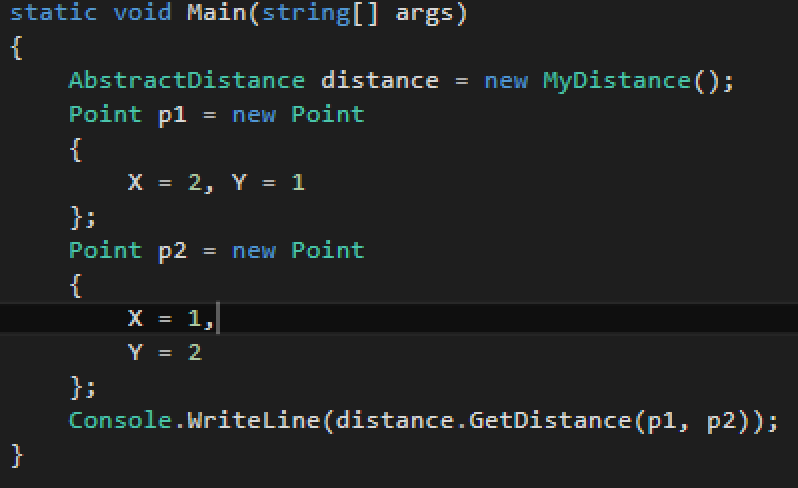 static void Main(string[] args)
{
    AbstractDistance distance = new MyDistance();
    Point p1 = new Point
    {
        X = 2, Y = 1
    };
    Point p2 = new Point
    {
        X = 1,
        Y = 2
    };
    Console.WriteLine(distance.GetDistance(p1, p2));
}